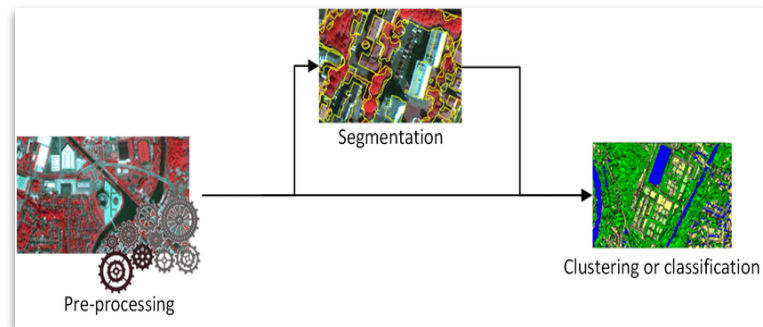 Segmentation
Pre-processing
Clustering or classification